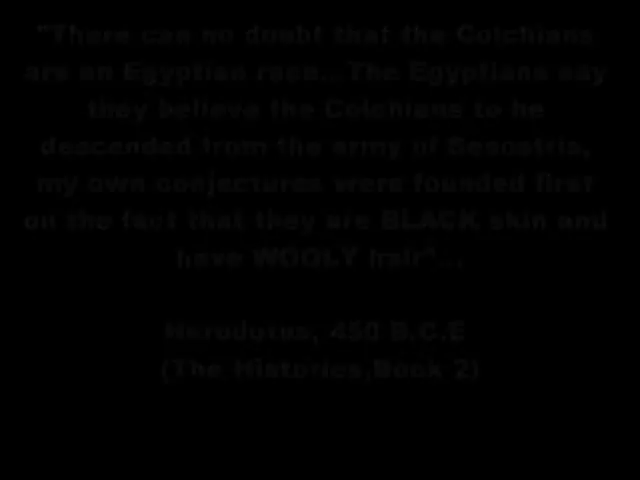 "There can no doubt that the Colchians
are an Egyptian race...The Egyptians say
they believe the Colchians to be
descended from the army of Sesostris,
my own conjectures were founded first
on the fact that they are BLACK skin and
have WOOLY hair"...
Herodotus, 450 B.C.E
(The Histories,Book 2)